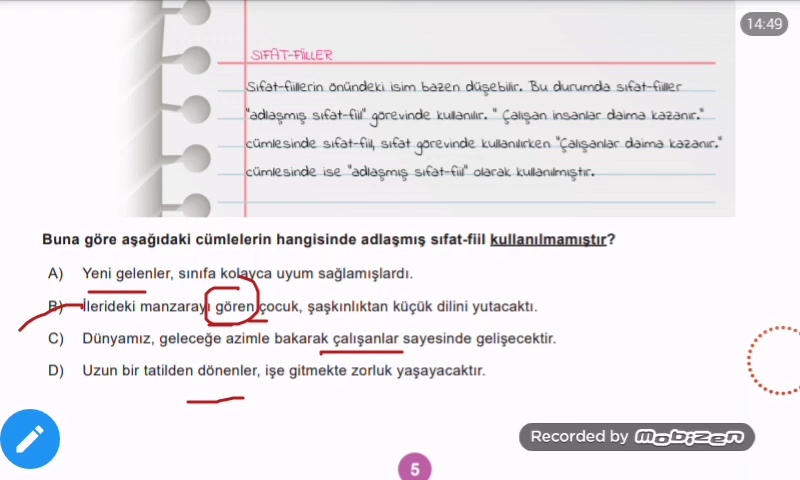 14:49
SIFAT-FİİLLER
Sıfat-fiillerin önündeki isim bazen düşebilir. Bu durumda sıfat-fiiller
"adlaşmış sıfat-fiil" görevinde kullanılır. " Çalışan insanlar daima kazanır."
cümlesinde sıfat-fiil, sıfat görevinde kullanılırken "Çalışanlar daima kazanır."
cümlesinde ise "adlaşmış sıfat-fiil" olarak kullanılmıştır.
Buna göre aşağıdaki cümlelerin hangisinde adlaşmış sıfat-fiil kullanılmamıştır?
A) Yeni gelenler, sınıfa kolayca uyum sağlamışlardı.
B) İlerideki manzarayı gören çocuk, şaşkınlıktan küçük dilini yutacaktı.
C) Dünyamız, geleceğe azimle bakarak çalışanlar sayesinde gelişecektir.
D) Uzun bir tatilden dönenler, işe gitmekte zorluk yaşayacaktır.
Recorded by mobizen
5